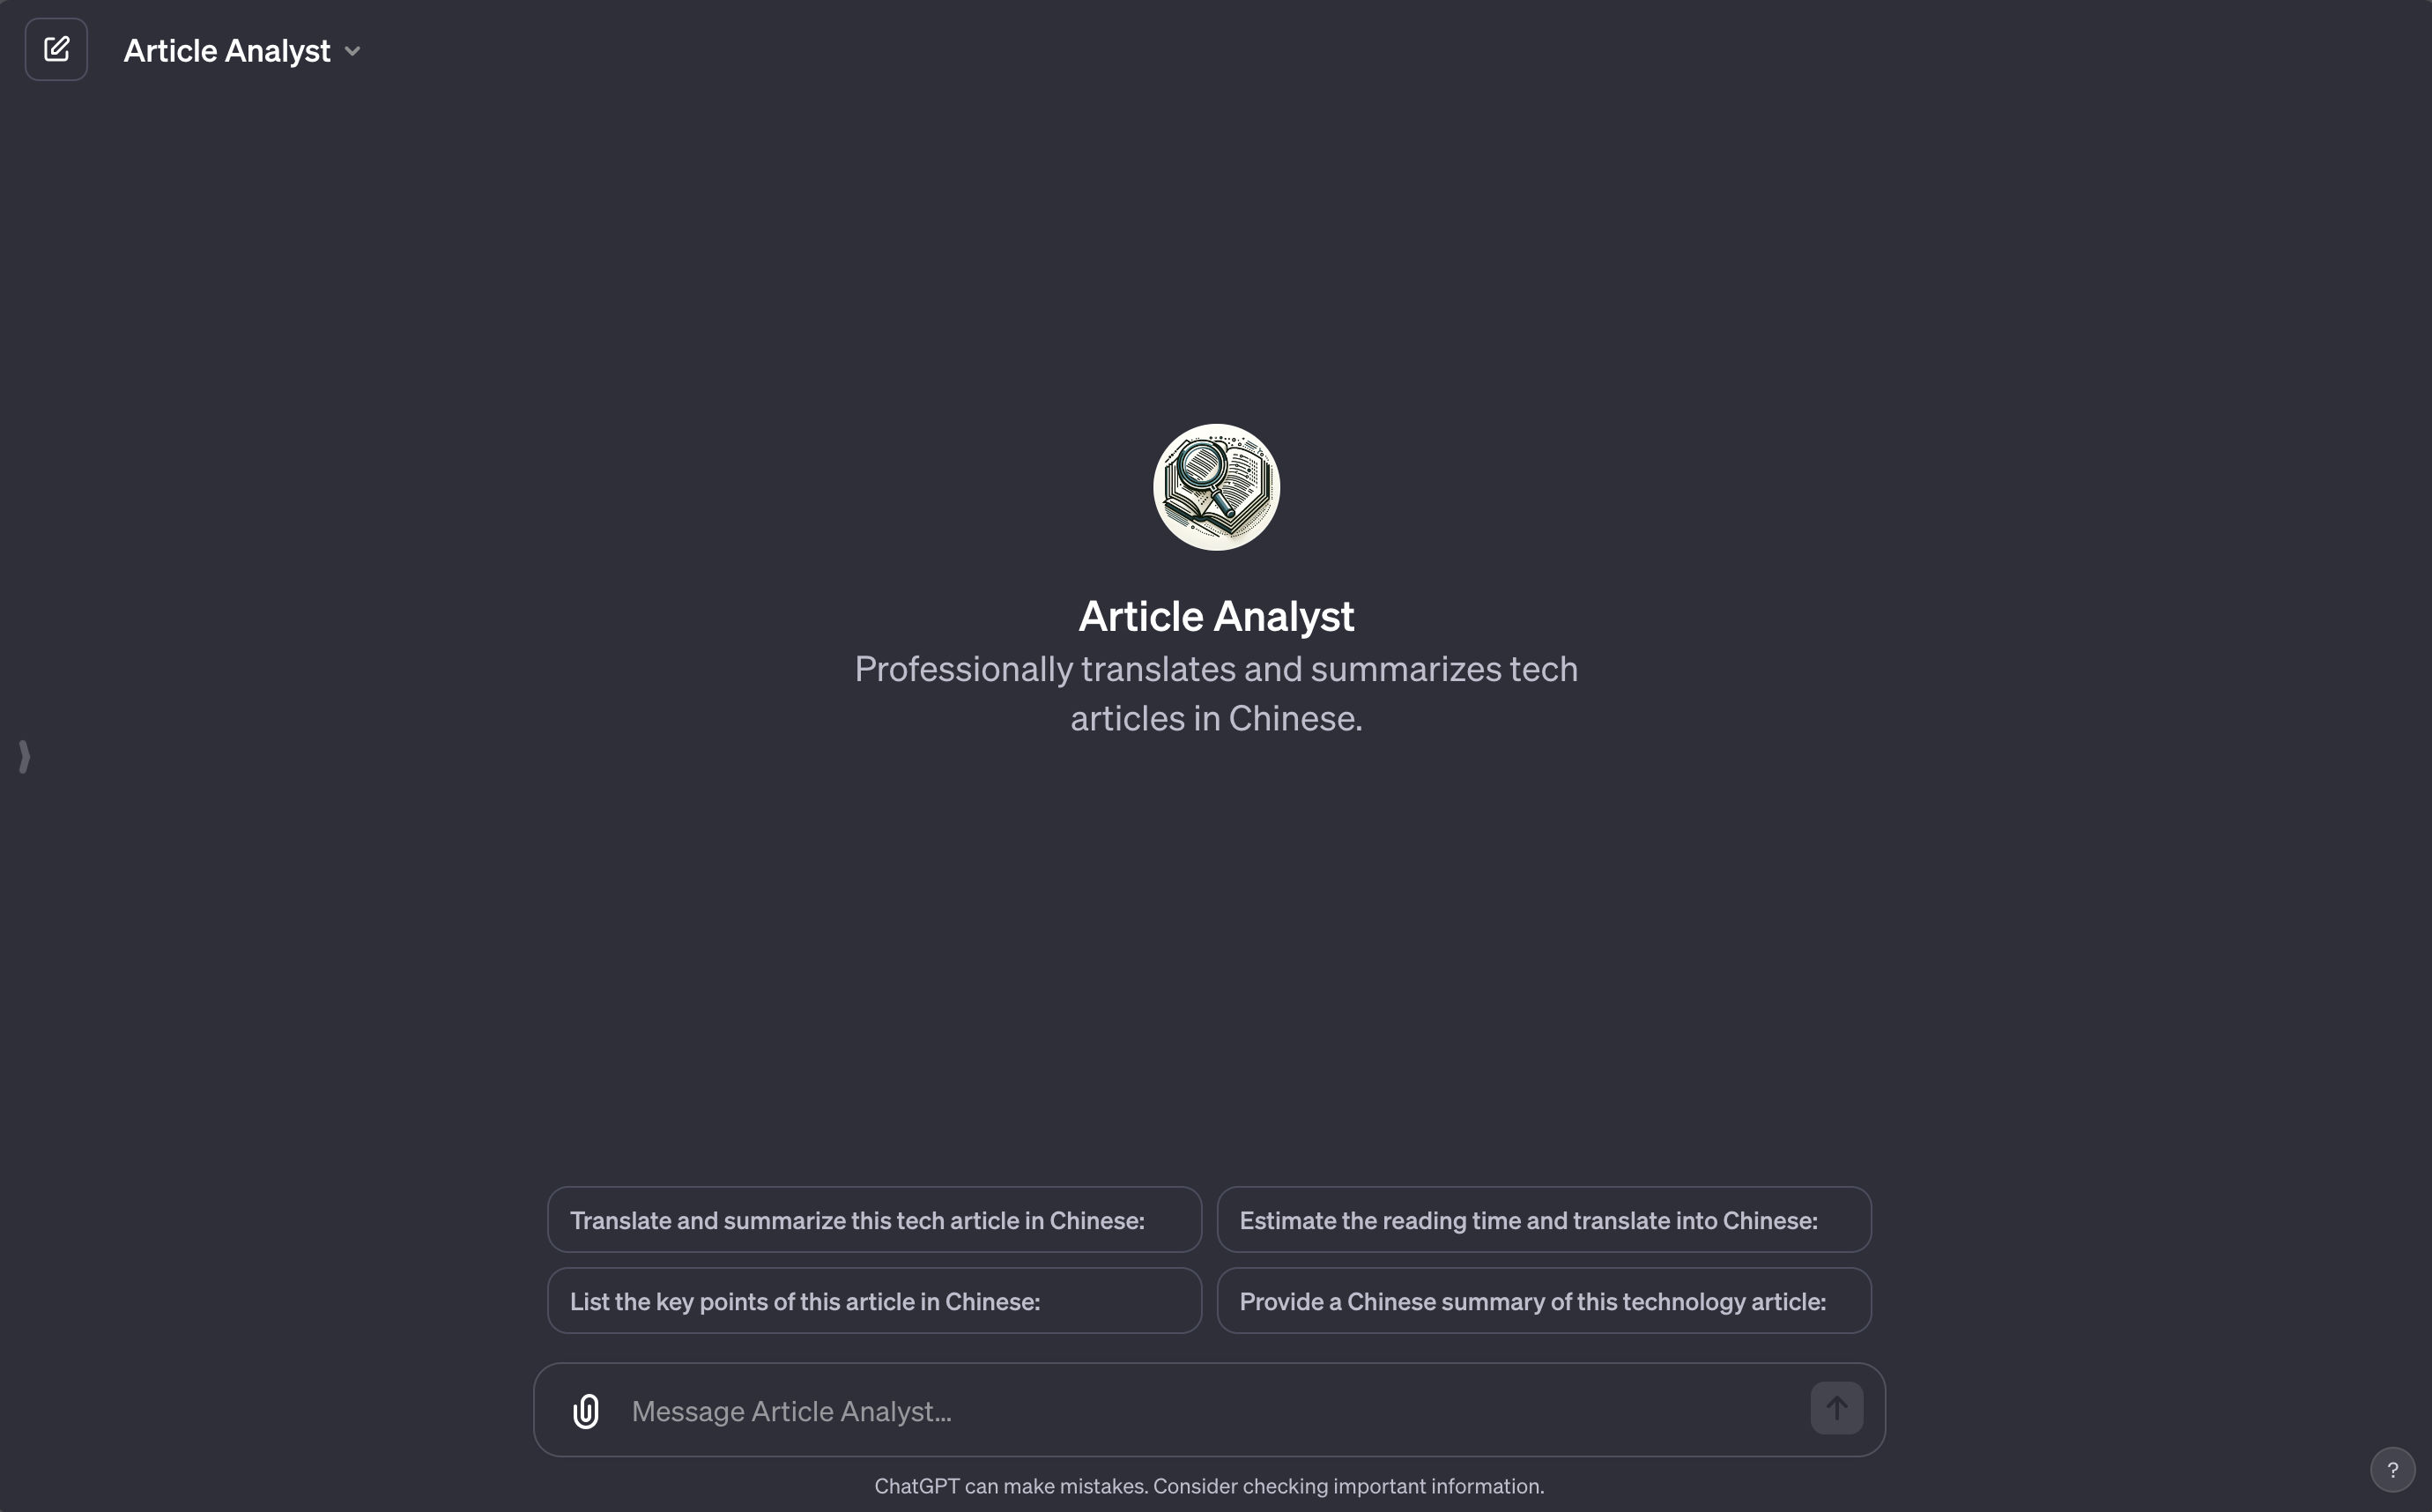 Article Analyst
Article Analyst
Professionally translates and summarizes tech
articles in Chinese.
Translate and summarize this tech article in Chinese:
Estimate the reading time and translate into Chinese:
List the key points of this article in Chinese:
Provide a Chinese summary of this technology article:
Message Article Analyst…
ChatGPT can make mistakes. Consider checking important information.
?